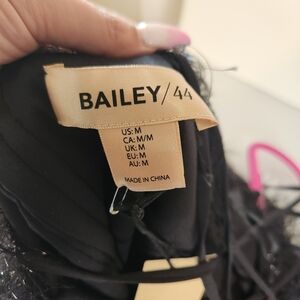 BAILEY/44
US: M
CA: M/M
UK: M
EU: M
AU: M
MADE IN CHINA